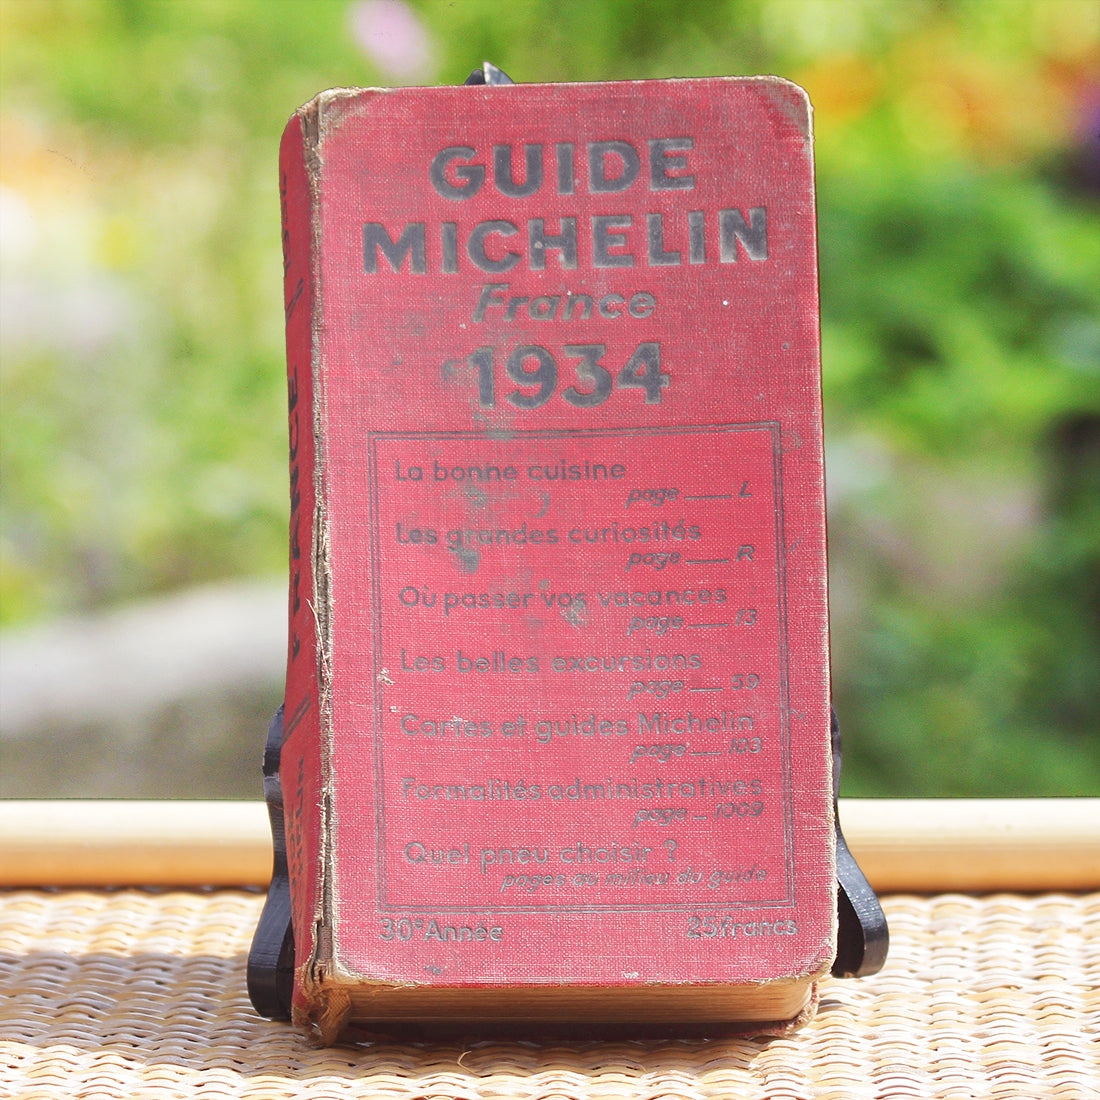 GUIDE
MICHELIN
France
1934
La bonne cuisine
page L
Les grandes curiosités
page R
Où passer vos vacances
page 13
Les belles excursions
page 59
Cartes et guides Michelin
page 103
Formalités administratives
page 1009
Quel pneu choisir ?
pages au milieu du guide
30e Année
25 francs